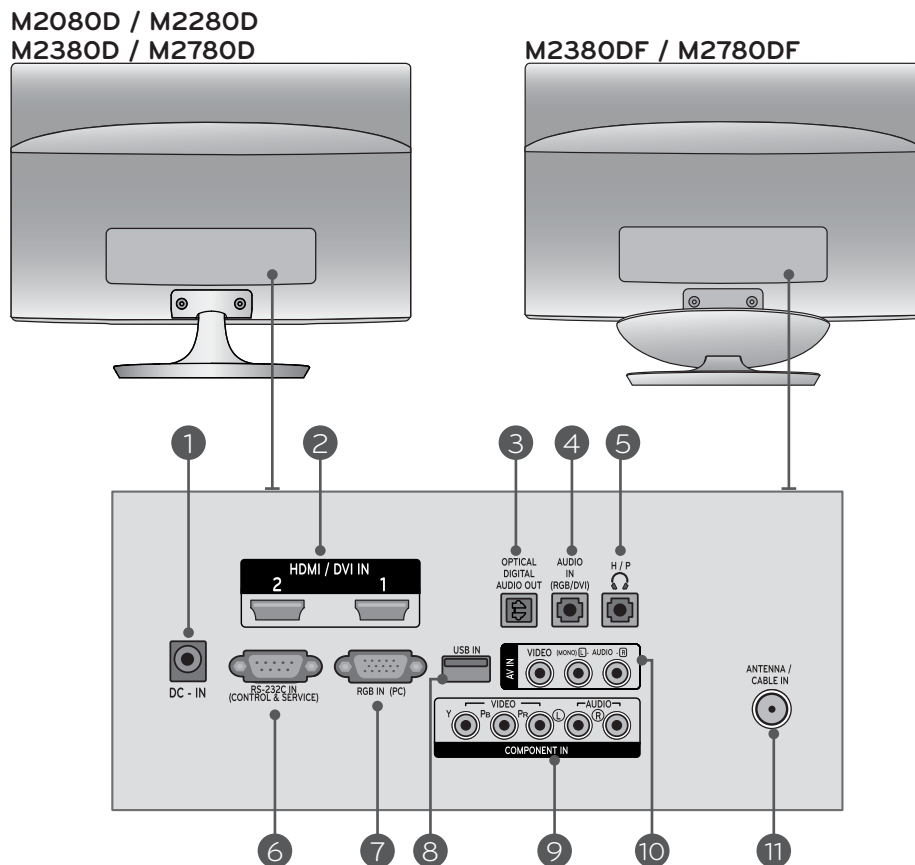 M2080D / M2280D
M2380D / M2780D
M2380DF / M2780DF
1
2
3
4
5
HDMI / DVI IN
2
1
OPTICAL
DIGITAL
AUDIO OUT
AUDIO
IN
(RGB/DVI)
H / P
DC - IN
RS-232C IN
(CONTROL & SERVICE)
RGB IN (PC)
USB IN
AV IN
VIDEO (MONO) L - AUDIO - R
Y VIDEO PB PR L AUDIO R
COMPONENT IN
ANTENNA /
CABLE IN
6
7
8
9
10
11